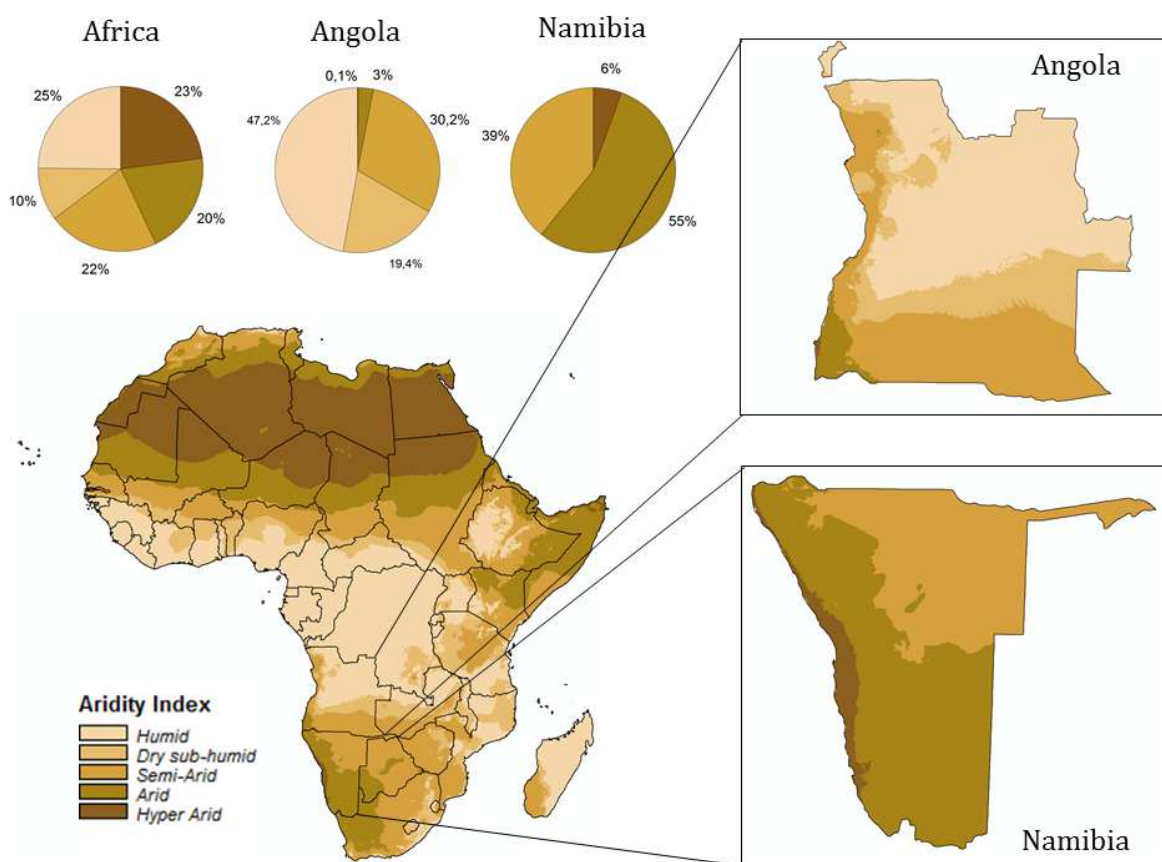 Africa
Angola
Namibia
25%
23%
10%
20%
22%
0,1%
3%
47,2%
30,2%
19,4%
6%
39%
55%
Angola
Aridity Index
Humid
Dry sub-humid
Semi-Arid
Arid
Hyper Arid
Namibia